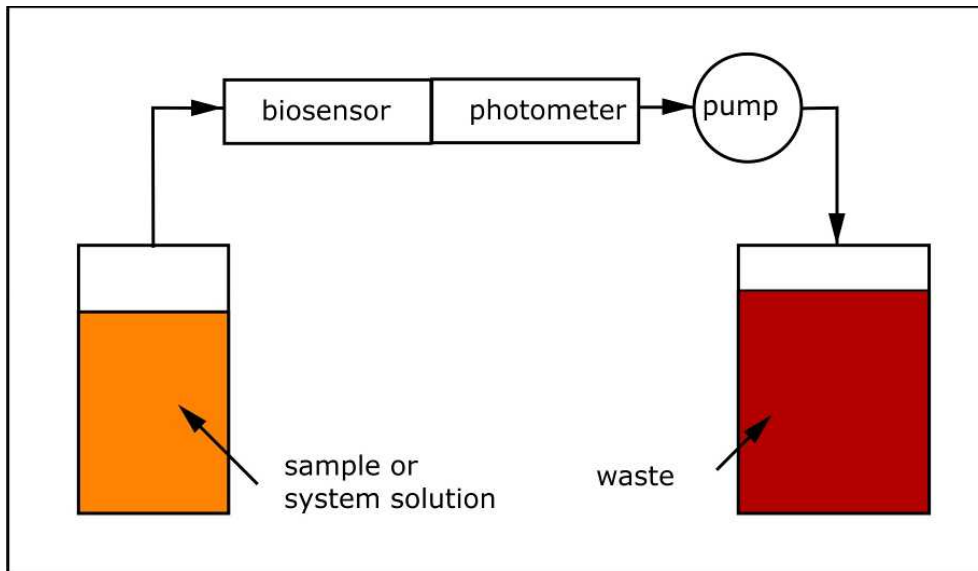 biosensor
photometer
pump
sample or
system solution
waste